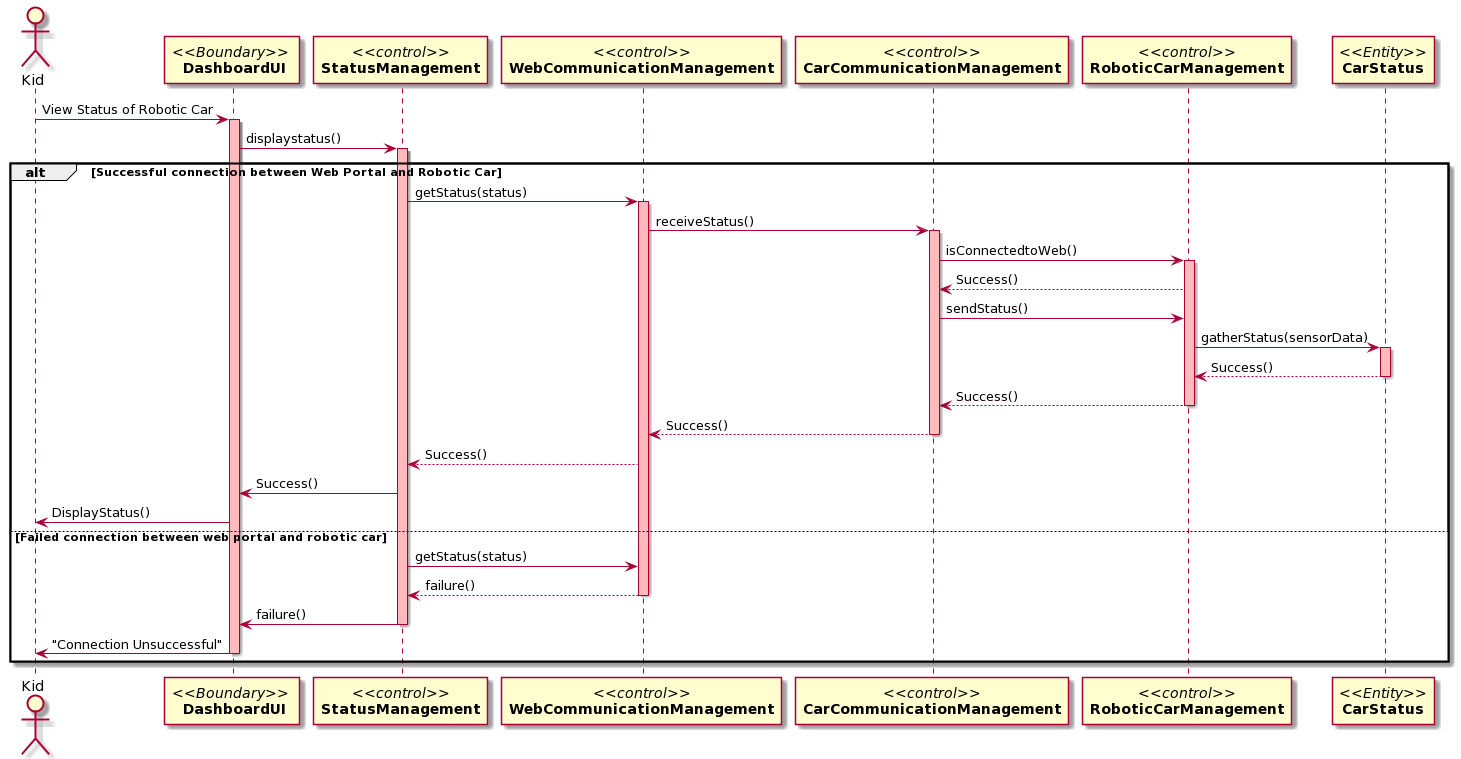 Kid
<<Boundary>>
DashboardUI
<<control>>
StatusManagement
<<control>>
WebCommunicationManagement
<<control>>
CarCommunicationManagement
<<control>>
RoboticCarManagement
<<Entity>>
CarStatus
View Status of Robotic Car
displaystatus()
alt
[Successful connection between Web Portal and Robotic Car]
getStatus(status)
receiveStatus()
isConnectedtoWeb()
Success()
sendStatus()
gatherStatus(sensorData)
Success()
Success()
Success()
Success()
Success()
DisplayStatus()
[Failed connection between web portal and robotic car]
getStatus(status)
failure()
failure()
"Connection Unsuccessful"
Kid
<<Boundary>>
DashboardUI
<<control>>
StatusManagement
<<control>>
WebCommunicationManagement
<<control>>
CarCommunicationManagement
<<control>>
RoboticCarManagement
<<Entity>>
CarStatus